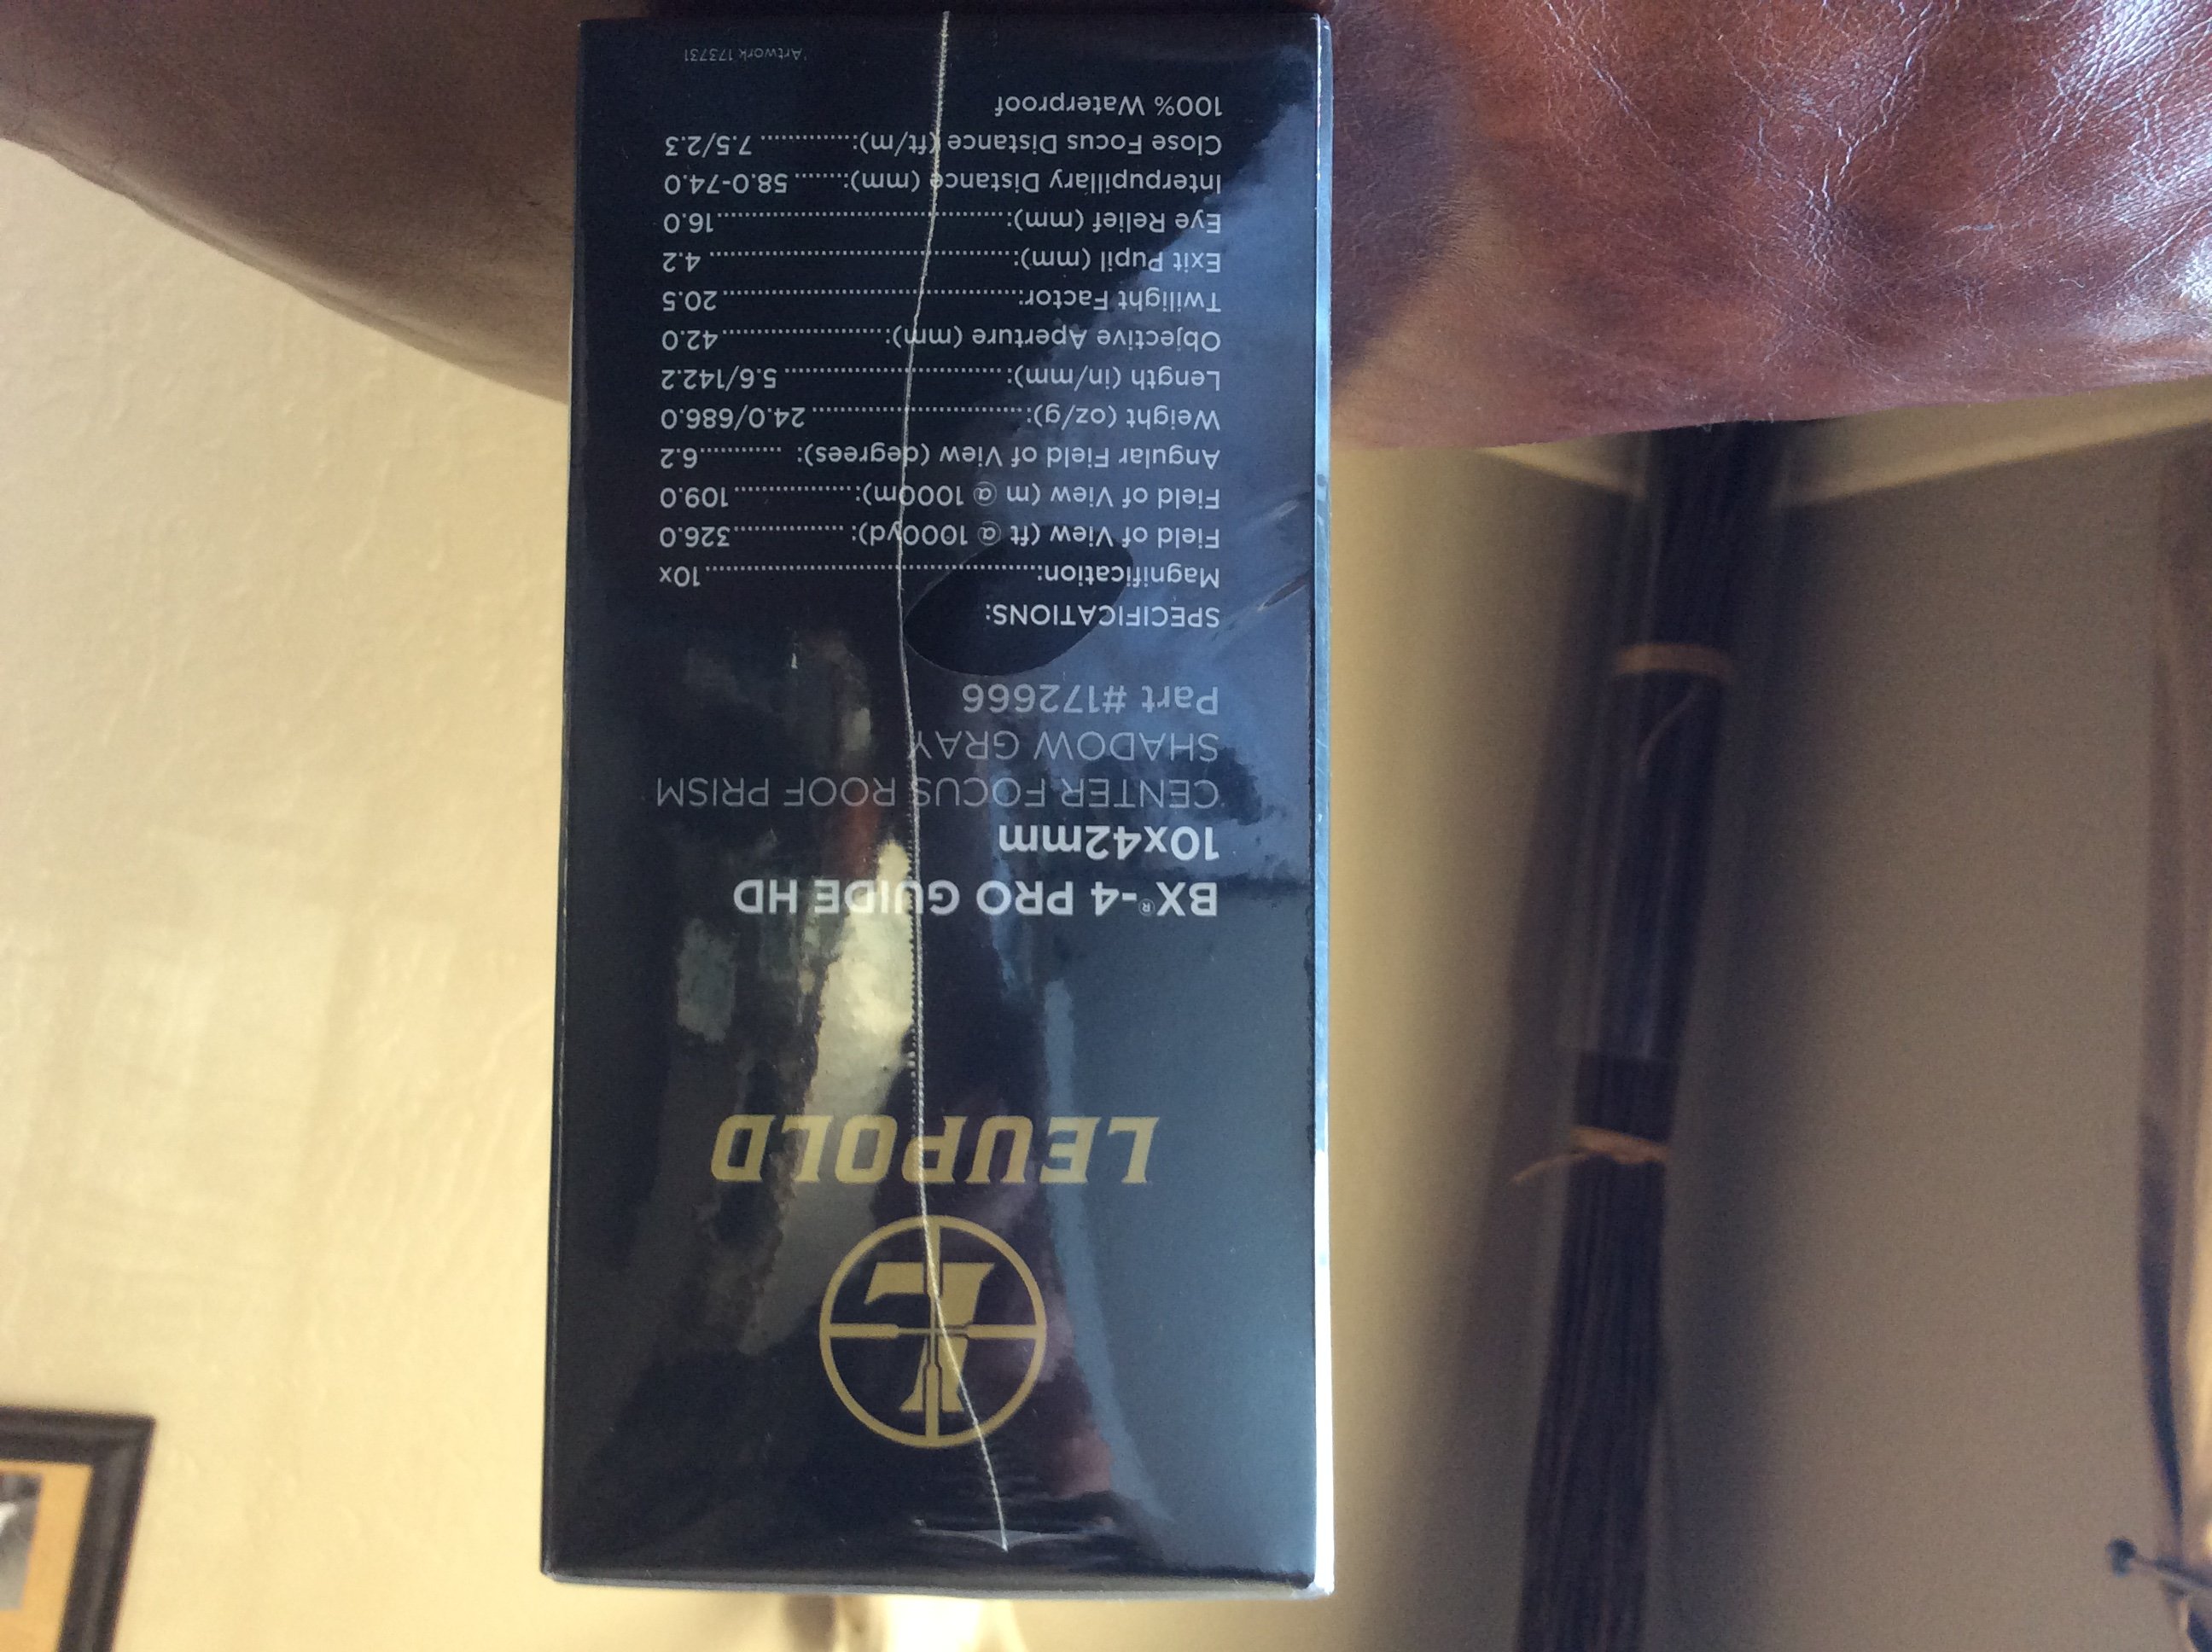 L
LEUPOLD
BX®-4 PRO GUIDE HD
10x42mm
CENTER FOCUS ROOF PRISM
SHADOW GRAY
Part #172666
SPECIFICATIONS:
Magnification:..........10x
Field of View (ft @ 1000yd): ..........326.0
Field of View (m @ 1000m):..........109.0
Angular Field of View (degrees): ..........6.2
Weight (oz/g):..........24.0/686.0
Length (in/mm):..........5.6/142.2
Objective Aperture (mm):..........42.0
Twilight Factor:..........20.5
Exit Pupil (mm):..........4.2
Eye Relief (mm):..........16.0
Interpupillary Distance (mm):..........58.0-74.0
Close Focus Distance (ft/m):..........7.5/2.3
100% Waterproof
*Artwork 173731